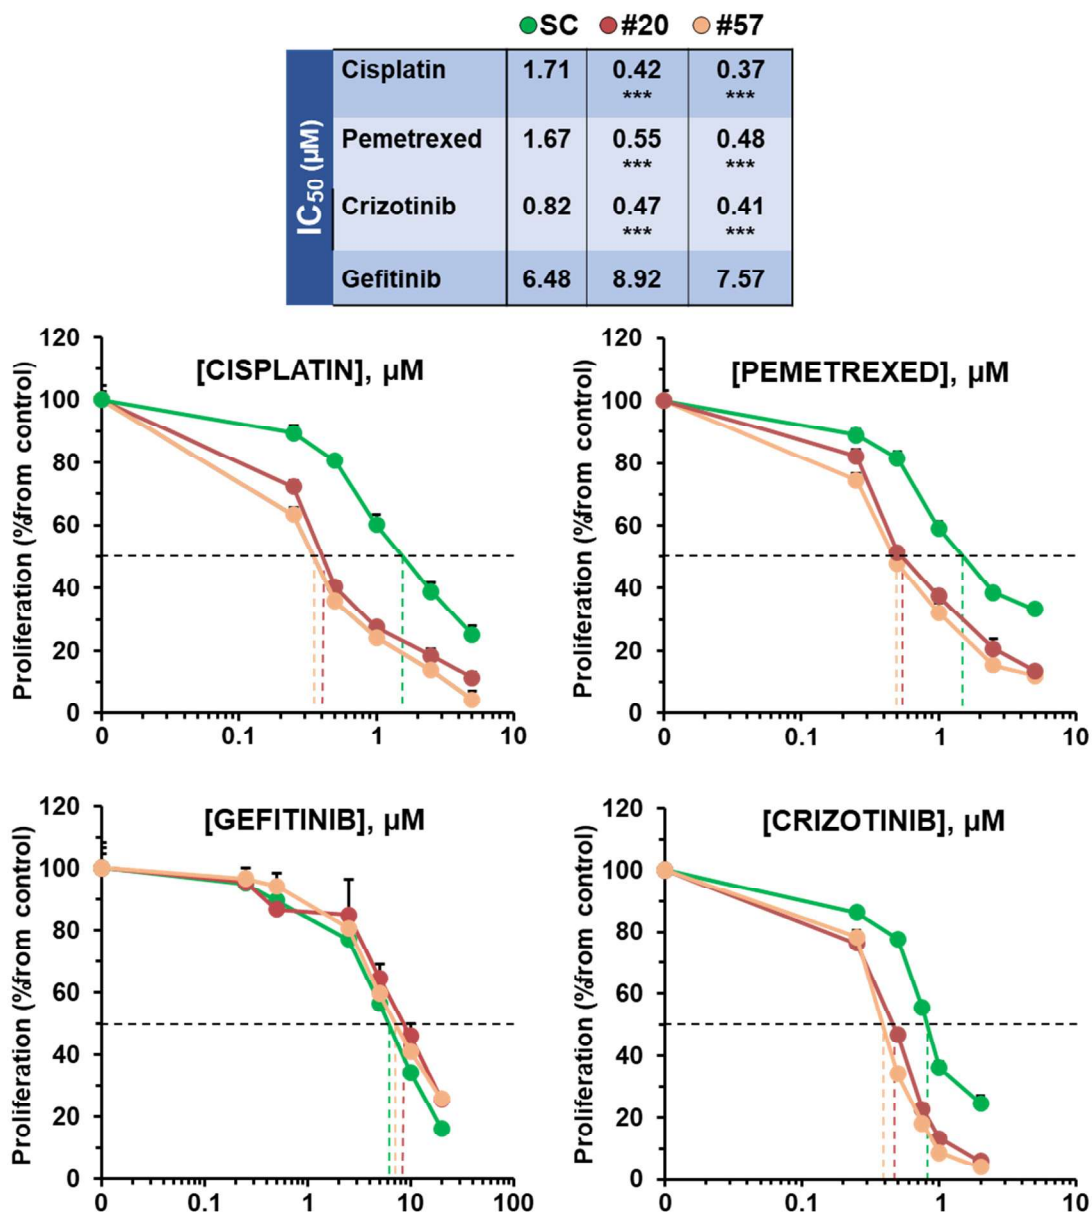 SC #20 #57
IC50 (µM)
Cisplatin 1.71 0.42 0.37
*** ***
Pemetrexed 1.67 0.55 0.48
*** ***
Crizotinib 0.82 0.47 0.41
*** ***
Gefitinib 6.48 8.92 7.57
[CISPLATIN], µM
Proliferation (%from control)
120
100
80
60
40
20
0
0 0.1 1 10
[PEMETREXED], µM
Proliferation (%from control)
120
100
80
60
40
20
0
0 0.1 1 10
[GEFITINIB], µM
Proliferation (%from control)
120
100
80
60
40
20
0
0 0.1 1 10 100
[CRIZOTINIB], µM
Proliferation (%from control)
120
100
80
60
40
20
0
0 0.1 1 10